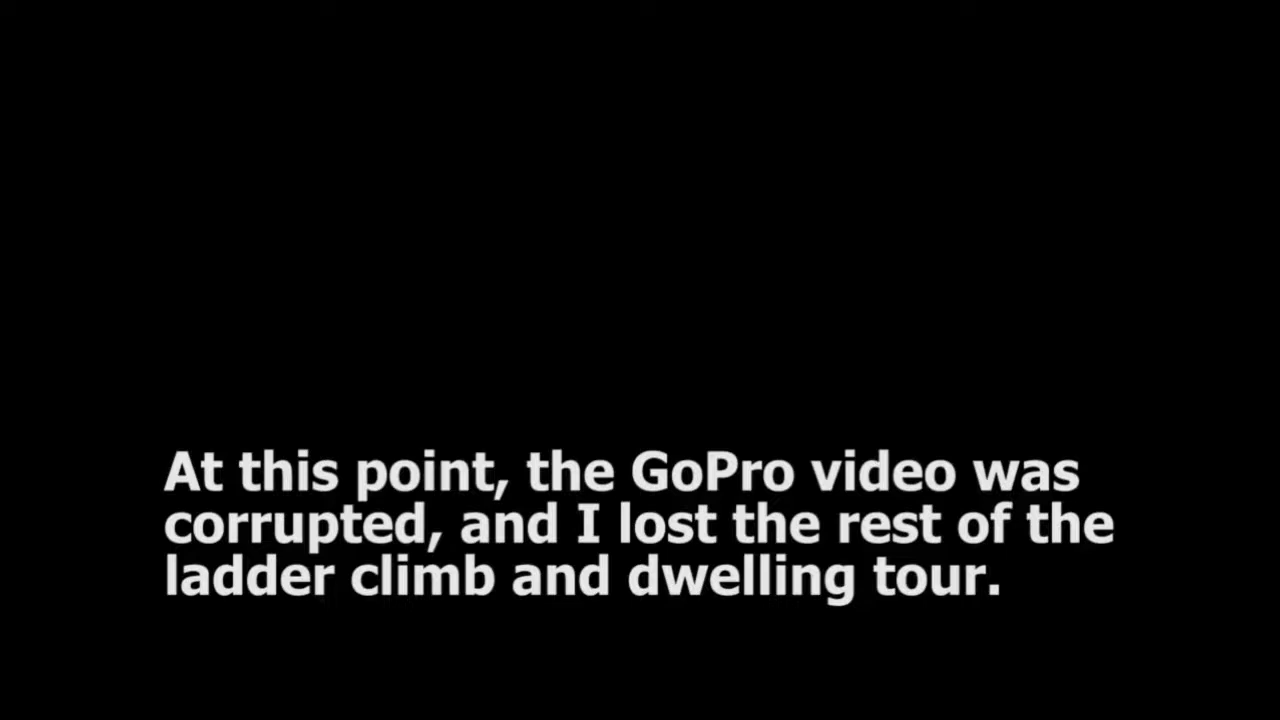 At this point, the GoPro video was
corrupted, and I lost the rest of the
ladder climb and dwelling tour.